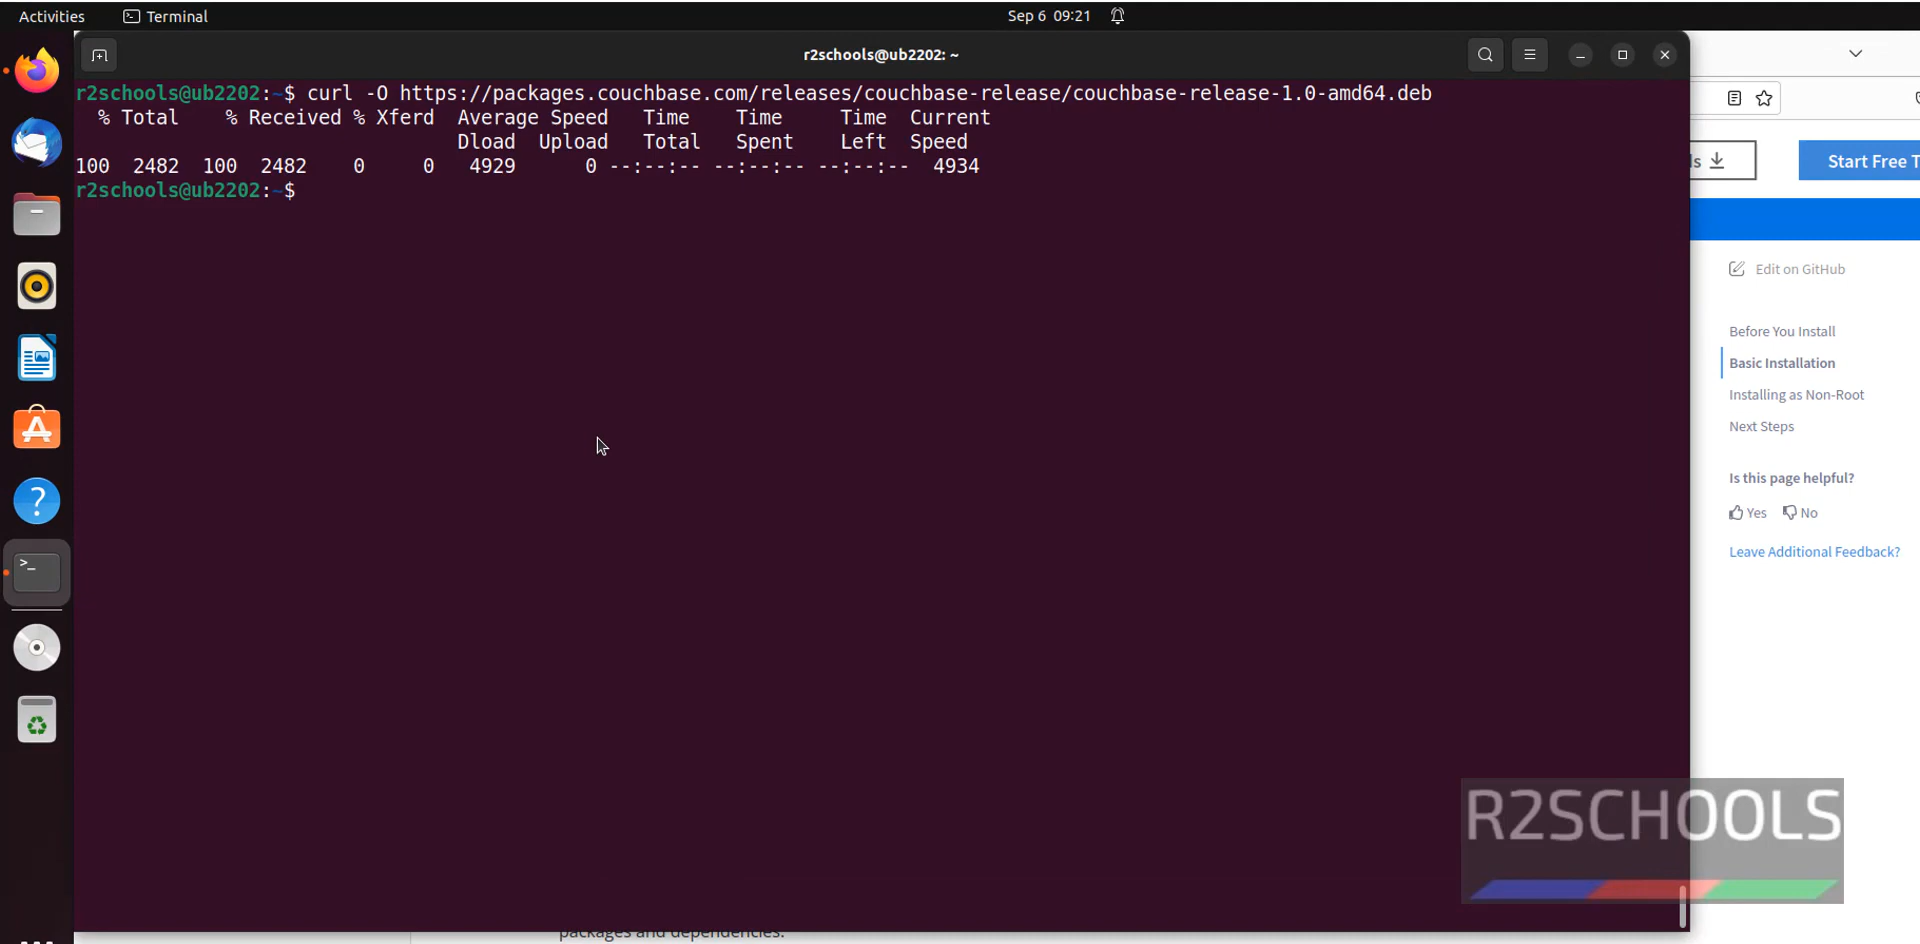 Activities
Terminal
Sep 6 09:21
r2schools@ub2202: ~
r2schools@ub2202:~$ curl -O https://packages.couchbase.com/releases/couchbase-release/couchbase-release-1.0-amd64.deb
% Total % Received % Xferd Average Speed Time Time Time Current
Dload Upload Total Spent Left Speed
100 2482 100 2482 0 0 4929 0 --:--:-- --:--:-- --:--:-- 4934
r2schools@ub2202:~$
Start Free T
Edit on GitHub
Before You Install
Basic Installation
Installing as Non-Root
Next Steps
Is this page helpful?
Yes No
Leave Additional Feedback?
R2SCHOOLS
packages and dependencies.